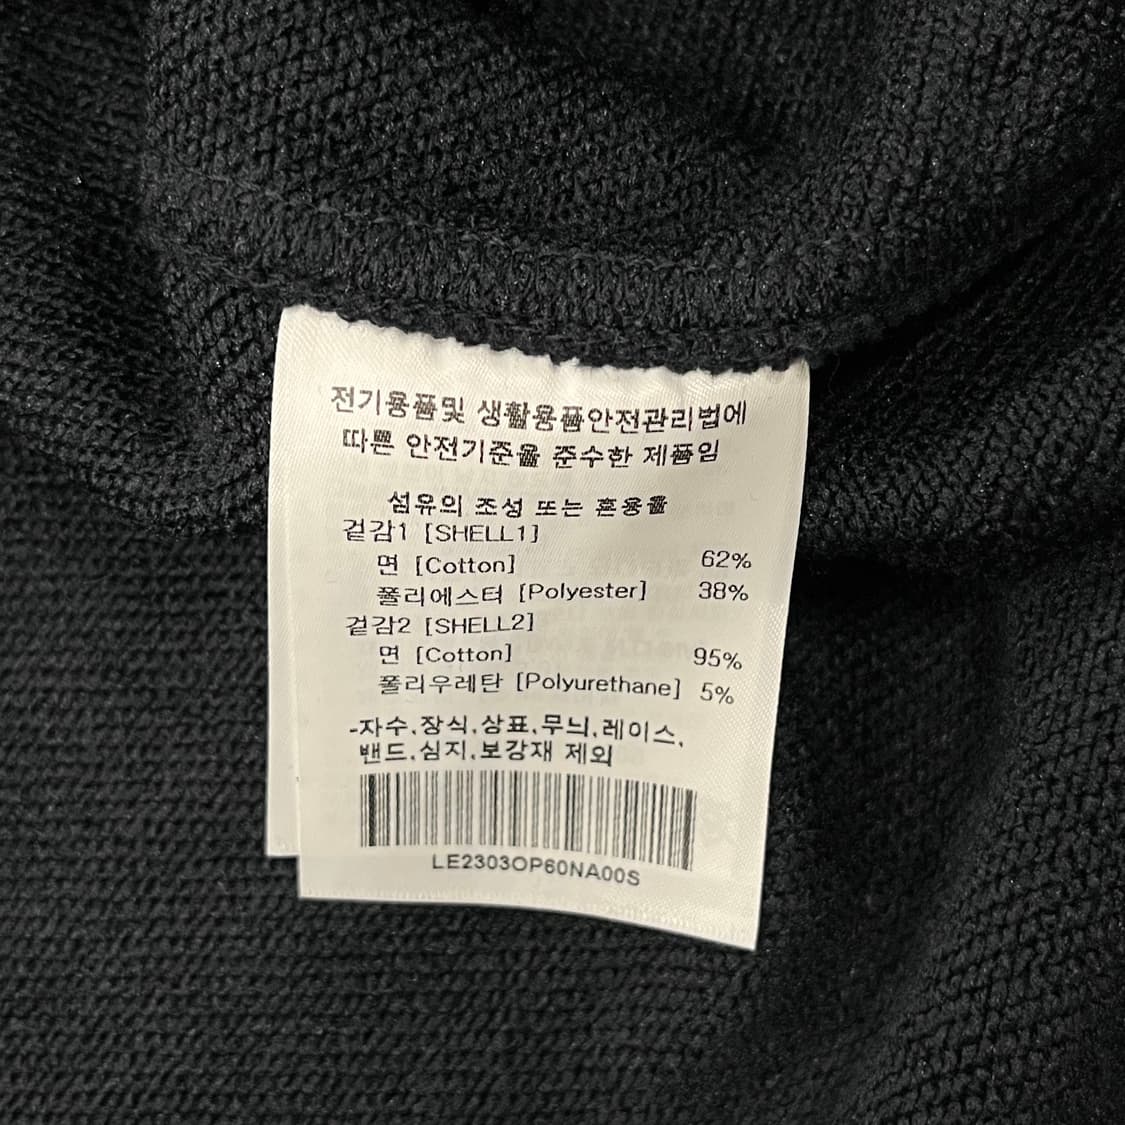 전기용품및 생활용품안전관리법에
따른 안전기준을 준수한 제품임
섬유의 조성 또는 혼용율
겉감1 [SHELL1]
면 [Cotton] 62%
폴리에스터 [Polyester] 38%
겉감2 [SHELL2]
면 [Cotton] 95%
폴리우레탄 [Polyurethane] 5%
-자수.장식.상표.무늬.레이스.
밴드.심지.보강재 제외
LE2303OP60NA00S